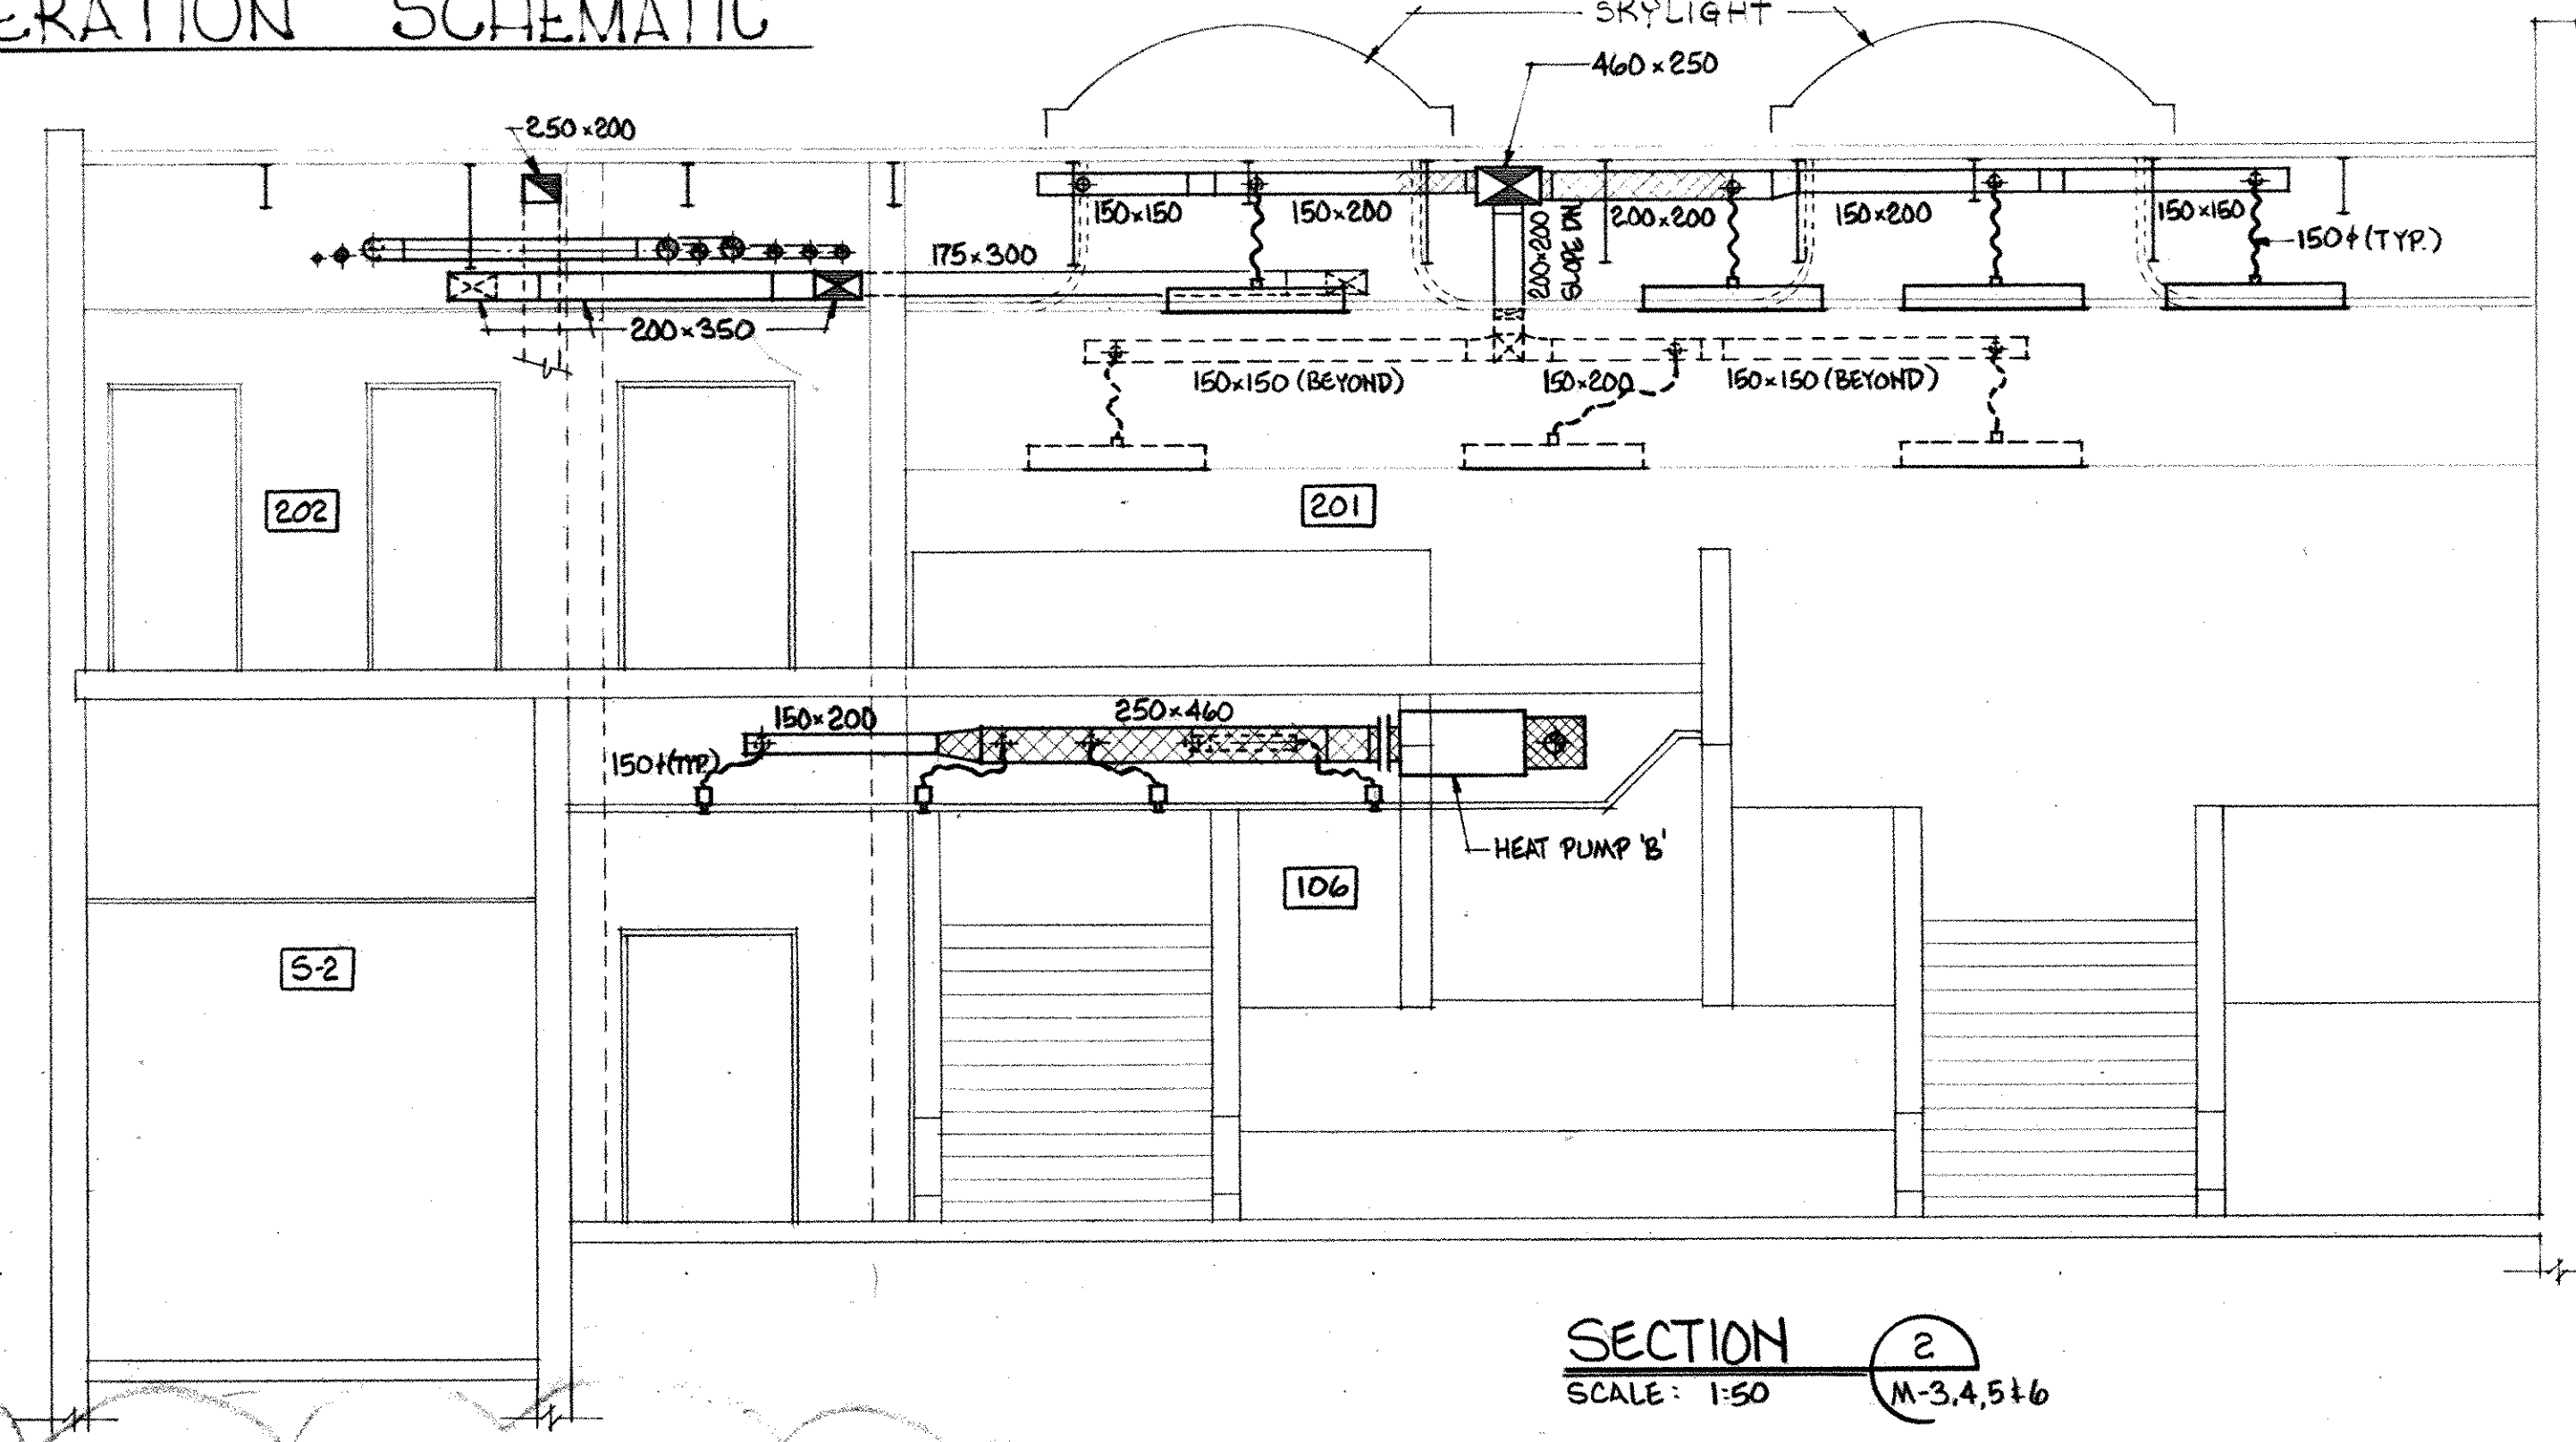 ERATION SCHEMATIC
SKYLIGHT
460×250
250×200
150×150
150×200
200×200
SLOPE DN
200×200
150×200
150×150
150⌀(TYP.)
175×300
200×350
150×150 (BEYOND)
150×200
150×150 (BEYOND)
202
201
150×200
250×460
150⌀(TYP.)
HEAT PUMP 'B'
106
S-2
SECTION
2
SCALE: 1:50
M-3,4,5&6